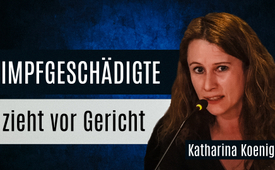 IMPFGESCHÄDIGTE
zieht vor Gericht
Katharina Koenig